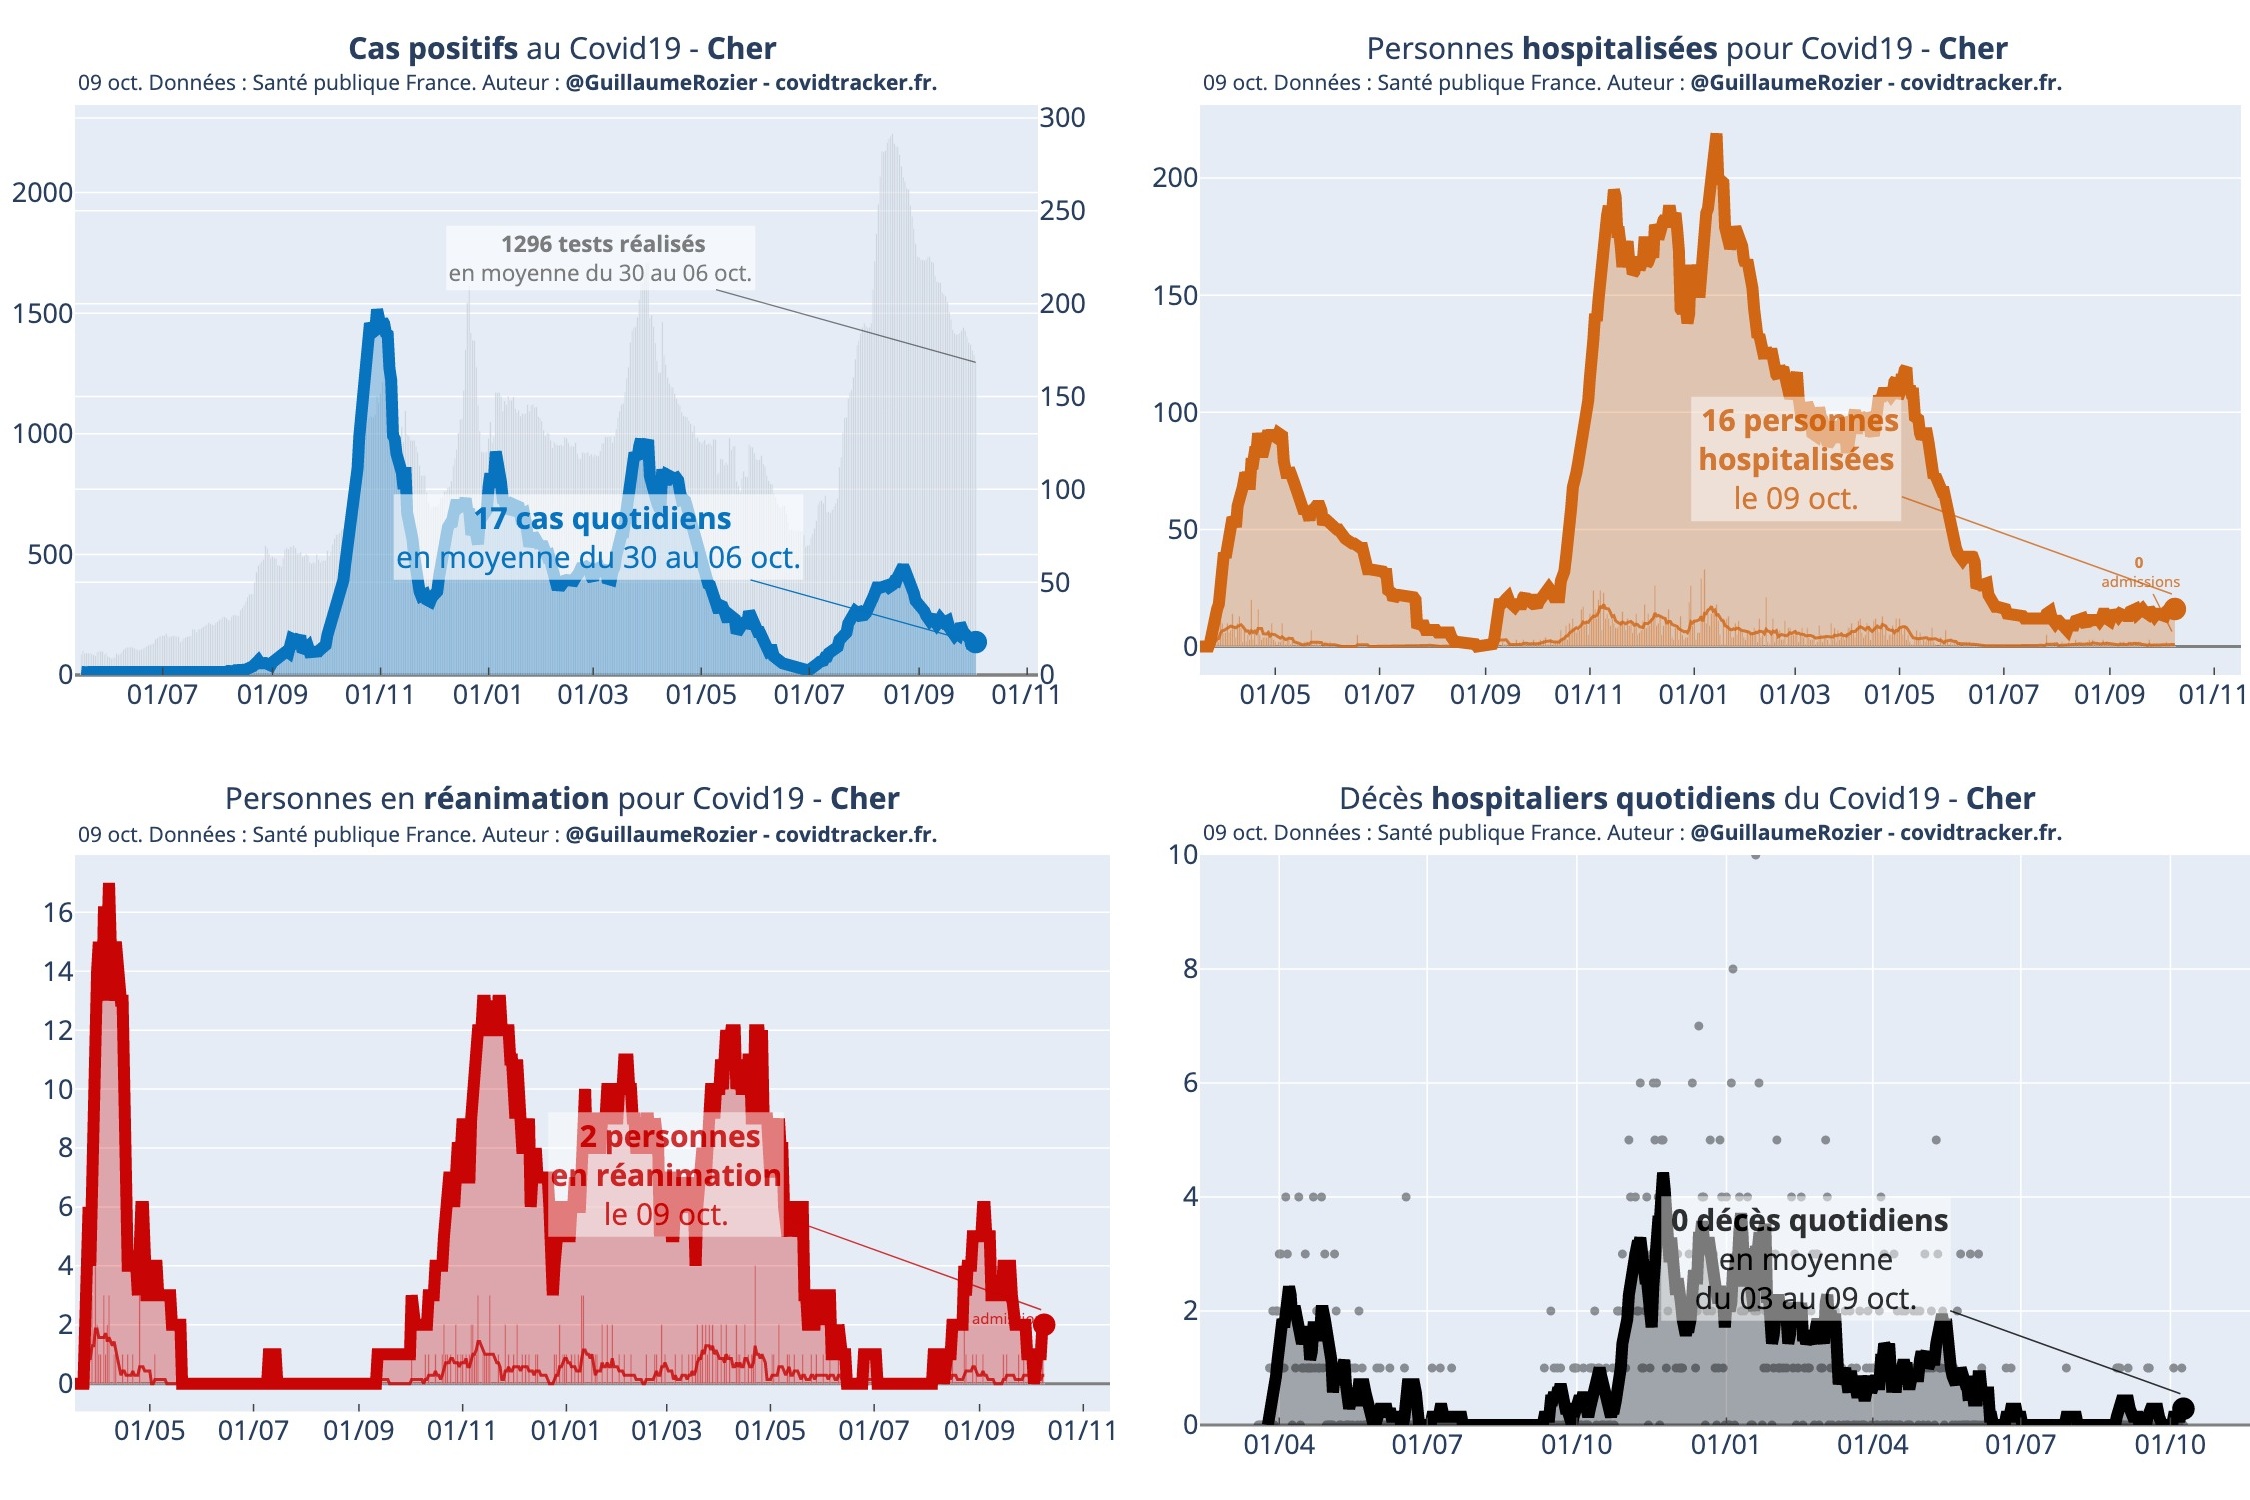 Cas positifs au Covid19 - Cher
09 oct. Données : Santé publique France. Auteur : @GuillaumeRozier - covidtracker.fr.
300
2000
250
1296 tests réalisés
en moyenne du 30 au 06 oct.
1500
200
150
1000
100
17 cas quotidiens
en moyenne du 30 au 06 oct.
500
50
0
0
01/07 01/09 01/11 01/01 01/03 01/05 01/07 01/09 01/11
Personnes hospitalisées pour Covid19 - Cher
09 oct. Données : Santé publique France. Auteur : @GuillaumeRozier - covidtracker.fr.
200
150
100
16 personnes
hospitalisées
le 09 oct.
50
0
admissions
0
01/05 01/07 01/09 01/11 01/01 01/03 01/05 01/07 01/09 01/11
Personnes en réanimation pour Covid19 - Cher
09 oct. Données : Santé publique France. Auteur : @GuillaumeRozier - covidtracker.fr.
16
14
12
10
8
2 personnes
en réanimation
le 09 oct.
6
4
2
0
01/05 01/07 01/09 01/11 01/01 01/03 01/05 01/07 01/09 01/11
Décès hospitaliers quotidiens du Covid19 - Cher
09 oct. Données : Santé publique France. Auteur : @GuillaumeRozier - covidtracker.fr.
10
8
6
4
0 décès quotidiens
en moyenne
du 03 au 09 oct.
2
0
01/04 01/07 01/10 01/01 01/04 01/07 01/10